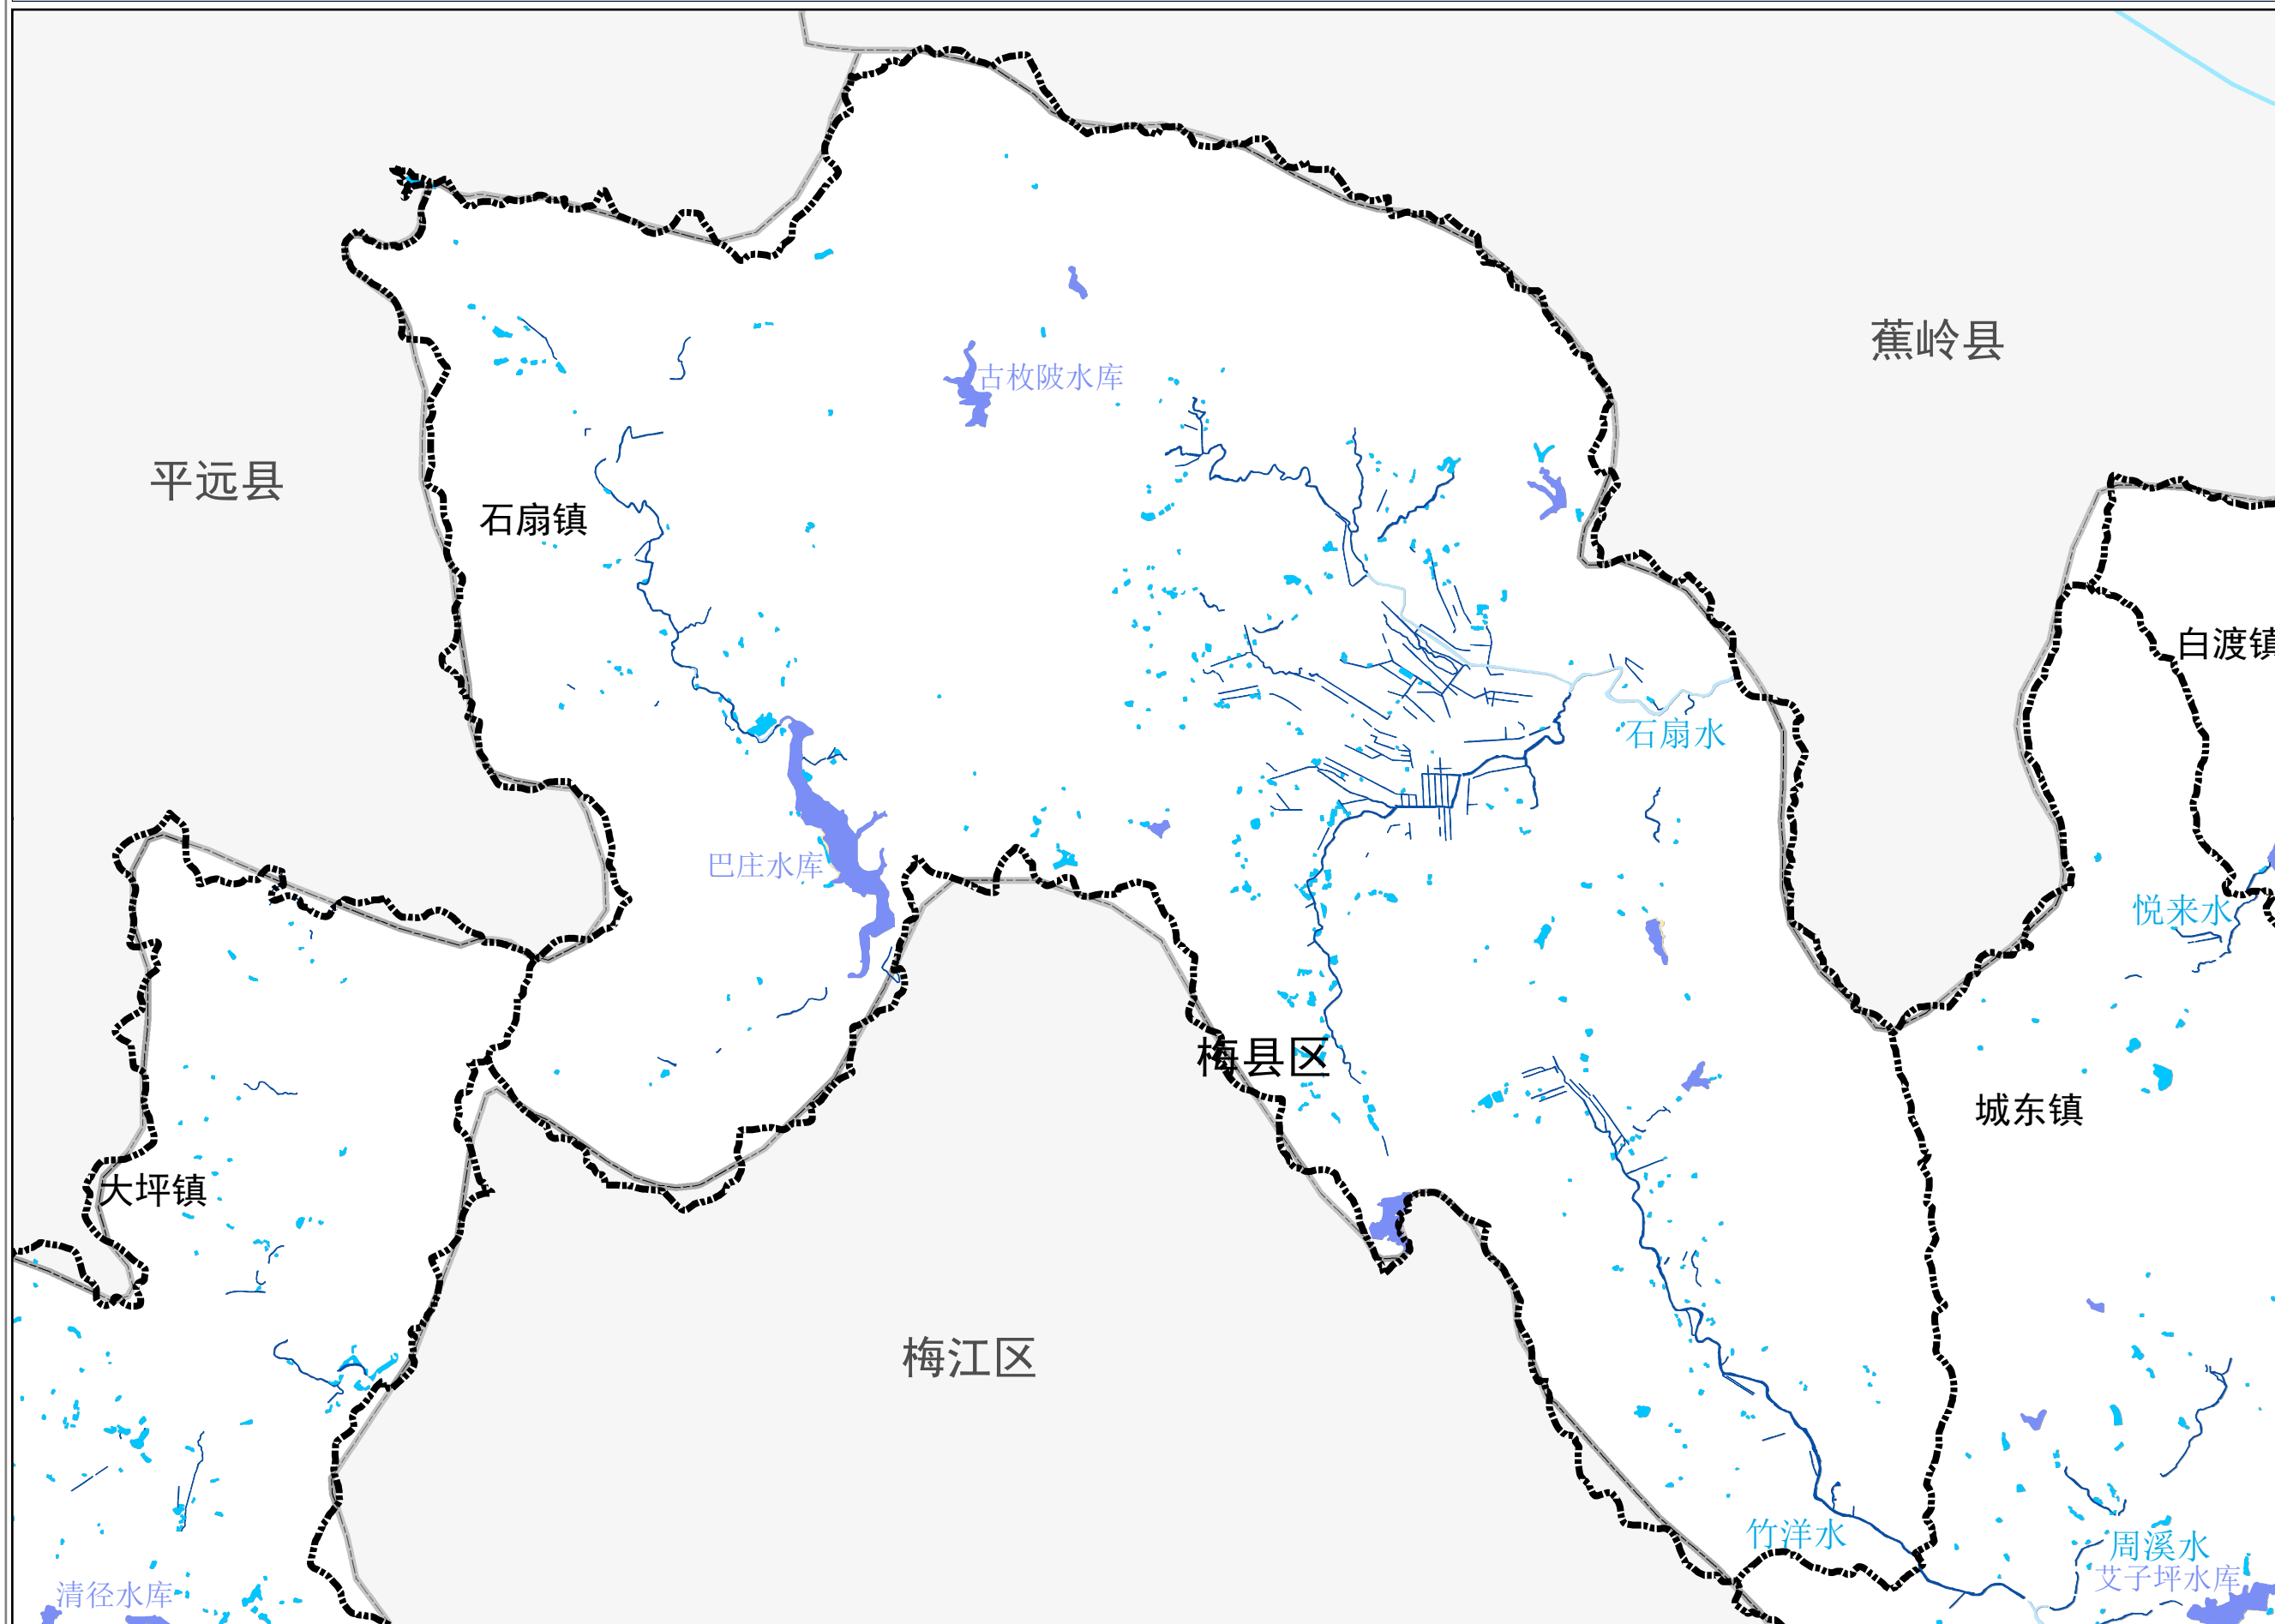 蕉岭县
古枚陂水库
平远县
石扇镇
白渡镇
石扇水
巴庄水库
悦来水
梅县区
城东镇
大坪镇
梅江区
竹洋水
周溪水
艾子坪水库
清径水库